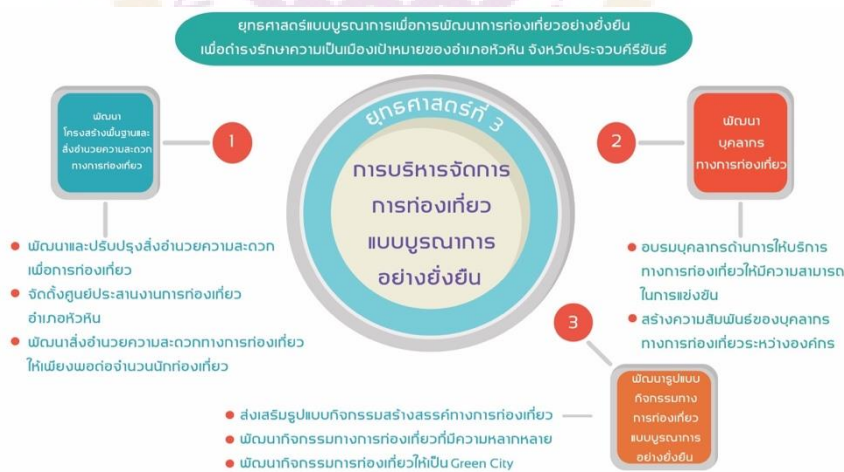 ยุทธศาสตร์แบบบูรณาการเพื่อการพัฒนาการท่องเที่ยวอย่างยั่งยืน
เพื่อดำรงรักษาความเป็นเมืองเป้าหมายของอำเภอหัวหิน จังหวัดประจวบคีรีขันธ์
ยุทธศาสตร์ที่ 3
การบริหารจัดการ
การท่องเที่ยว
แบบบูรณาการ
อย่างยั่งยืน
พัฒนา
โครงสร้างพื้นฐานและ
สิ่งอำนวยความสะดวก
ทางการท่องเที่ยว
1
● พัฒนาและปรับปรุงสิ่งอำนวยความสะดวก
เพื่อการท่องเที่ยว
● จัดตั้งศูนย์ประสานงานการท่องเที่ยว
อำเภอหัวหิน
● พัฒนาสิ่งอำนวยความสะดวกทางการท่องเที่ยว
ให้เพียงพอต่อจำนวนนักท่องเที่ยว
2
พัฒนา
บุคลากร
ทางการท่องเที่ยว
● อบรมบุคลากรด้านการให้บริการ
ทางการท่องเที่ยวให้มีความสามารถ
ในการแข่งขัน
● สร้างความสัมพันธ์ของบุคลากร
ทางการท่องเที่ยวระหว่างองค์กร
3
พัฒนารูปแบบ
กิจกรรมทาง
การท่องเที่ยว
แบบบูรณาการ
อย่างยั่งยืน
● ส่งเสริมรูปแบบกิจกรรมสร้างสรรค์ทางการท่องเที่ยว
● พัฒนากิจกรรมทางการท่องเที่ยวที่มีความหลากหลาย
● พัฒนากิจกรรมการท่องเที่ยวให้เป็น Green City